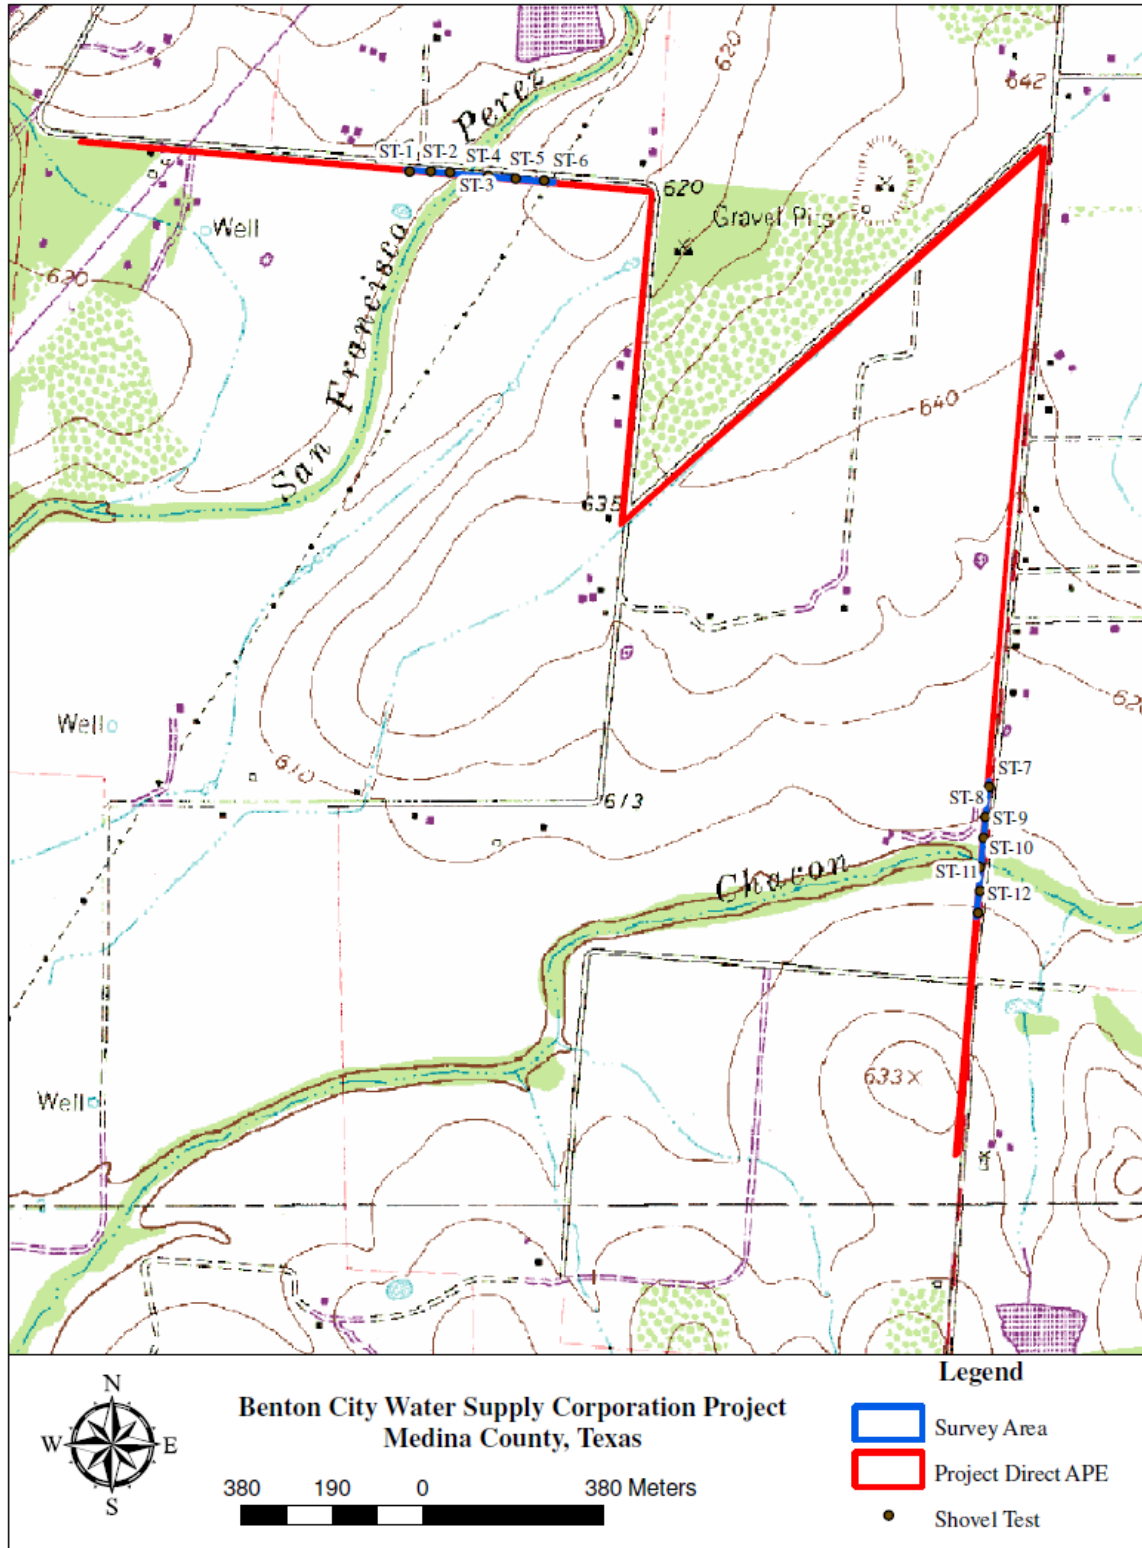 620
642
Perez
ST-1 ST-2 ST-4 ST-5 ST-6
ST-3
620
Gravel Pits
Well
San Francisco
620
640
635
620
Well
610
613
ST-7
ST-8
ST-9
ST-10
ST-11
ST-12
Chacon
633
Well
Legend
N
W E
S
Benton City Water Supply Corporation Project
Medina County, Texas
380 190 0 380 Meters
Survey Area
Project Direct APE
Shovel Test